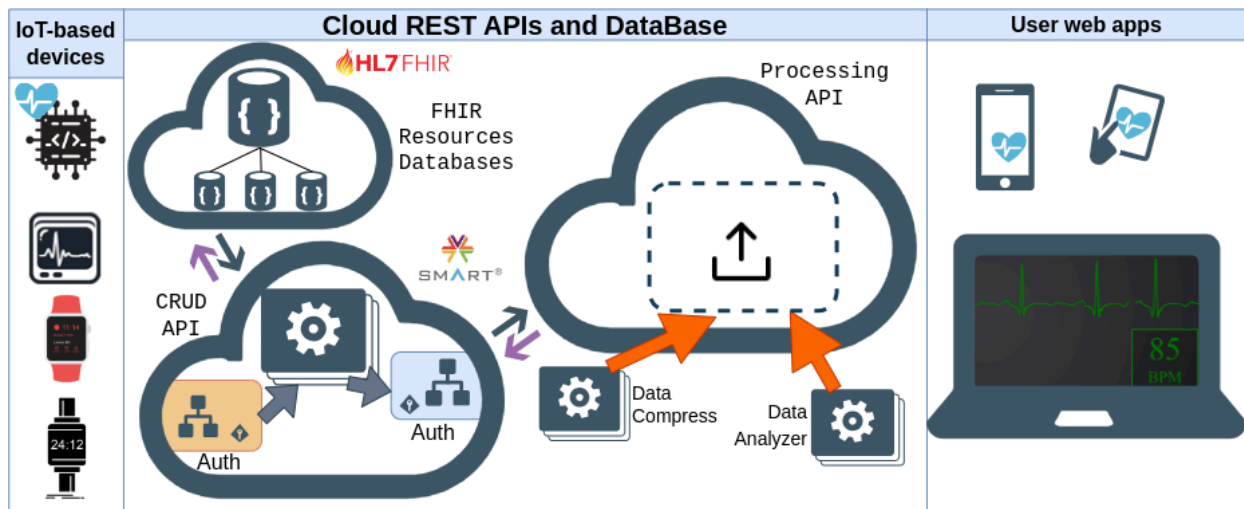 IoT-based
devices
Cloud REST APIs and DataBase
User web apps
</>
HL7 FHIR®
FHIR
Resources
Databases
{ }
{ }
{ }
{ }
Processing
API
SMART®
CRUD
API
Auth
Auth
Data
Compress
Data
Analyzer
11:14
24:12
85
BPM